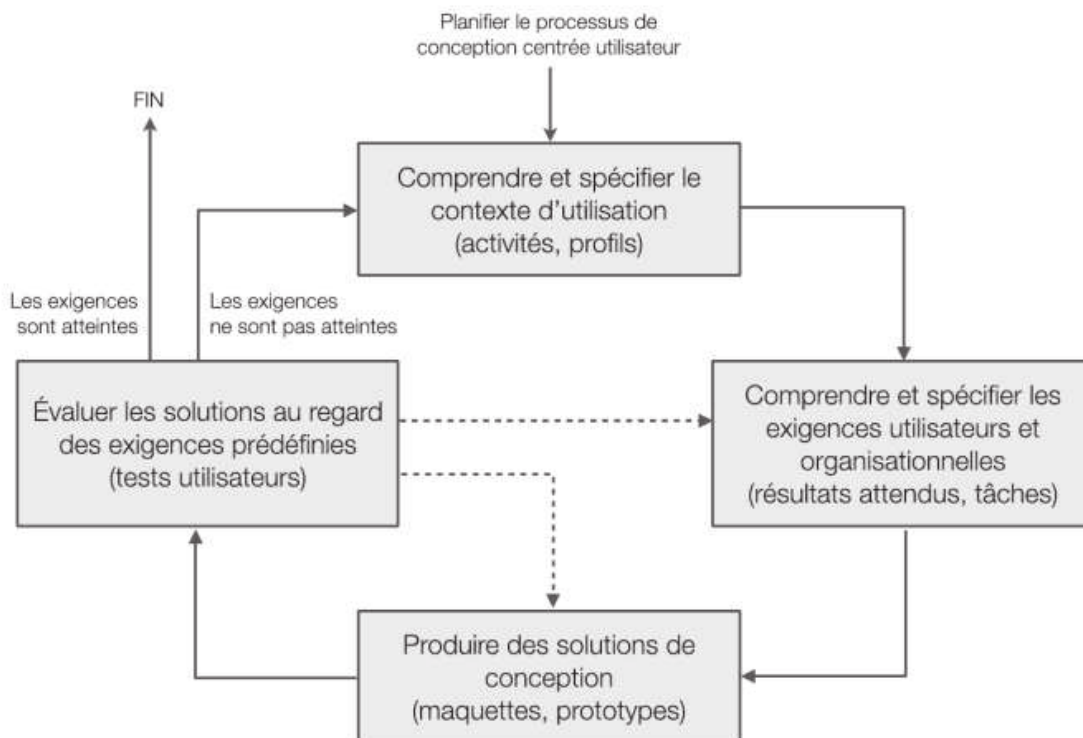 Planifier le processus de
conception centrée utilisateur
FIN
Comprendre et spécifier le
contexte d'utilisation
(activités, profils)
Les exigences
sont atteintes
Les exigences
ne sont pas atteintes
Évaluer les solutions au regard
des exigences prédéfinies
(tests utilisateurs)
Comprendre et spécifier les
exigences utilisateurs et
organisationnelles
(résultats attendus, tâches)
Produire des solutions de
conception
(maquettes, prototypes)